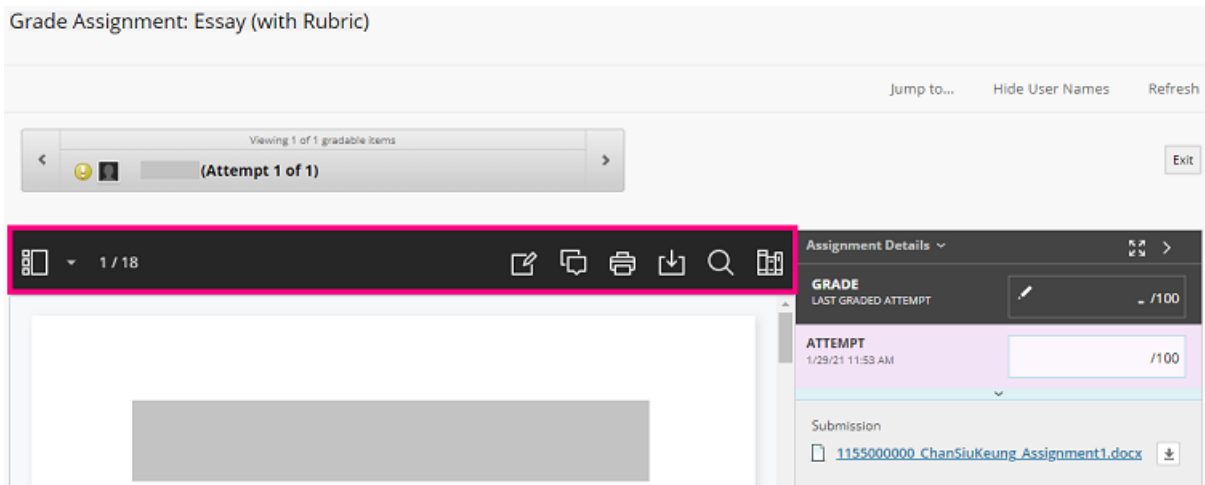 Grade Assignment: Essay (with Rubric)
Jump to... Hide User Names Refresh
Viewing 1 of 1 gradable items
(Attempt 1 of 1)
Exit
1 / 18
Assignment Details
GRADE
LAST GRADED ATTEMPT
- /100
ATTEMPT
1/29/21 11:53 AM
/100
Submission
1155000000_ChanSiuKeung_Assignment1.docx